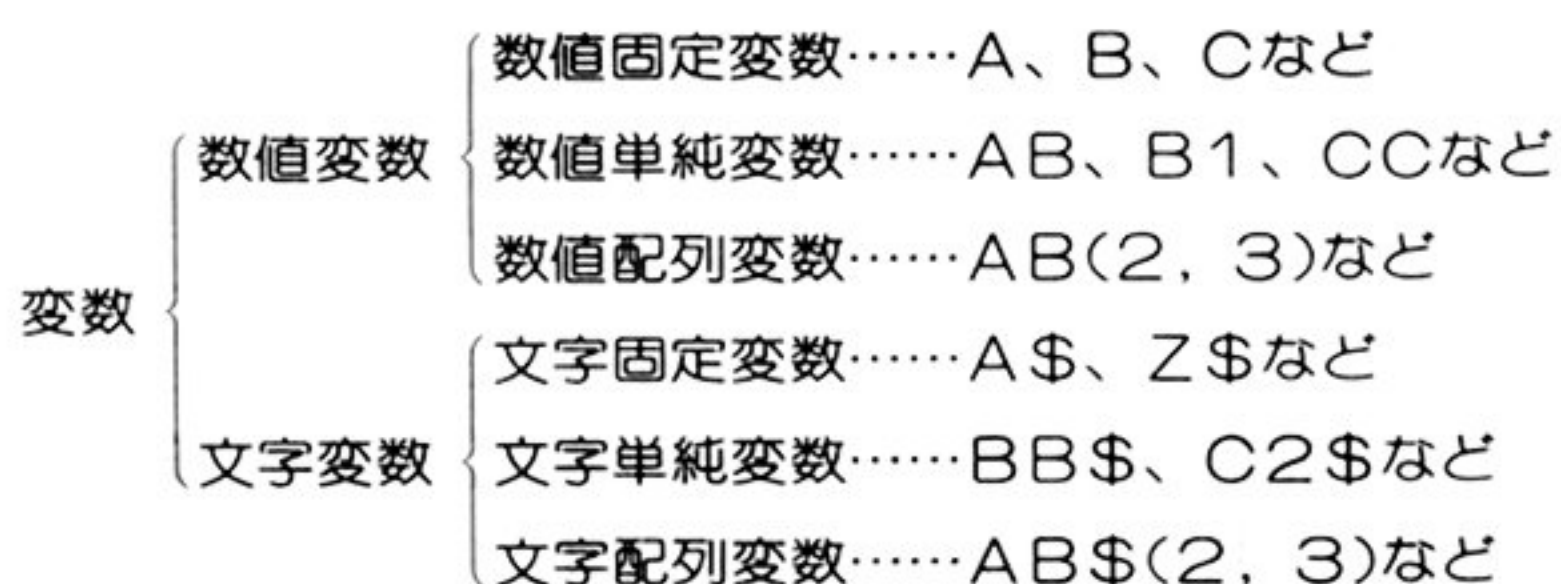 数値固定変数……A、B、Cなど
数値変数 数値単純変数……AB、B1、CCなど
数値配列変数……AB(2, 3)など
変数
文字固定変数……A$、Z$など
文字変数 文字単純変数……BB$、C2$など
文字配列変数……AB$(2, 3)など